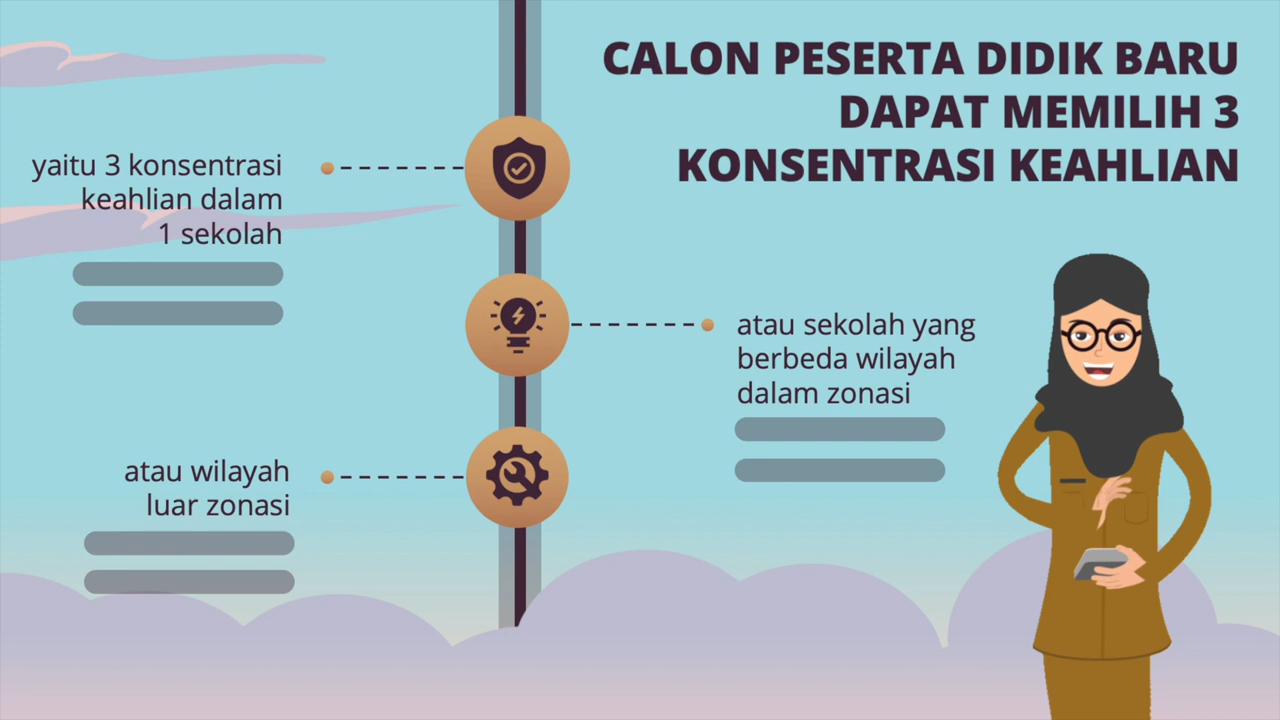 CALON PESERTA DIDIK BARU
DAPAT MEMILIH 3
KONSENTRASI KEAHLIAN
yaitu 3 konsentrasi
keahlian dalam
1 sekolah
atau sekolah yang
berbeda wilayah
dalam zonasi
atau wilayah
luar zonasi